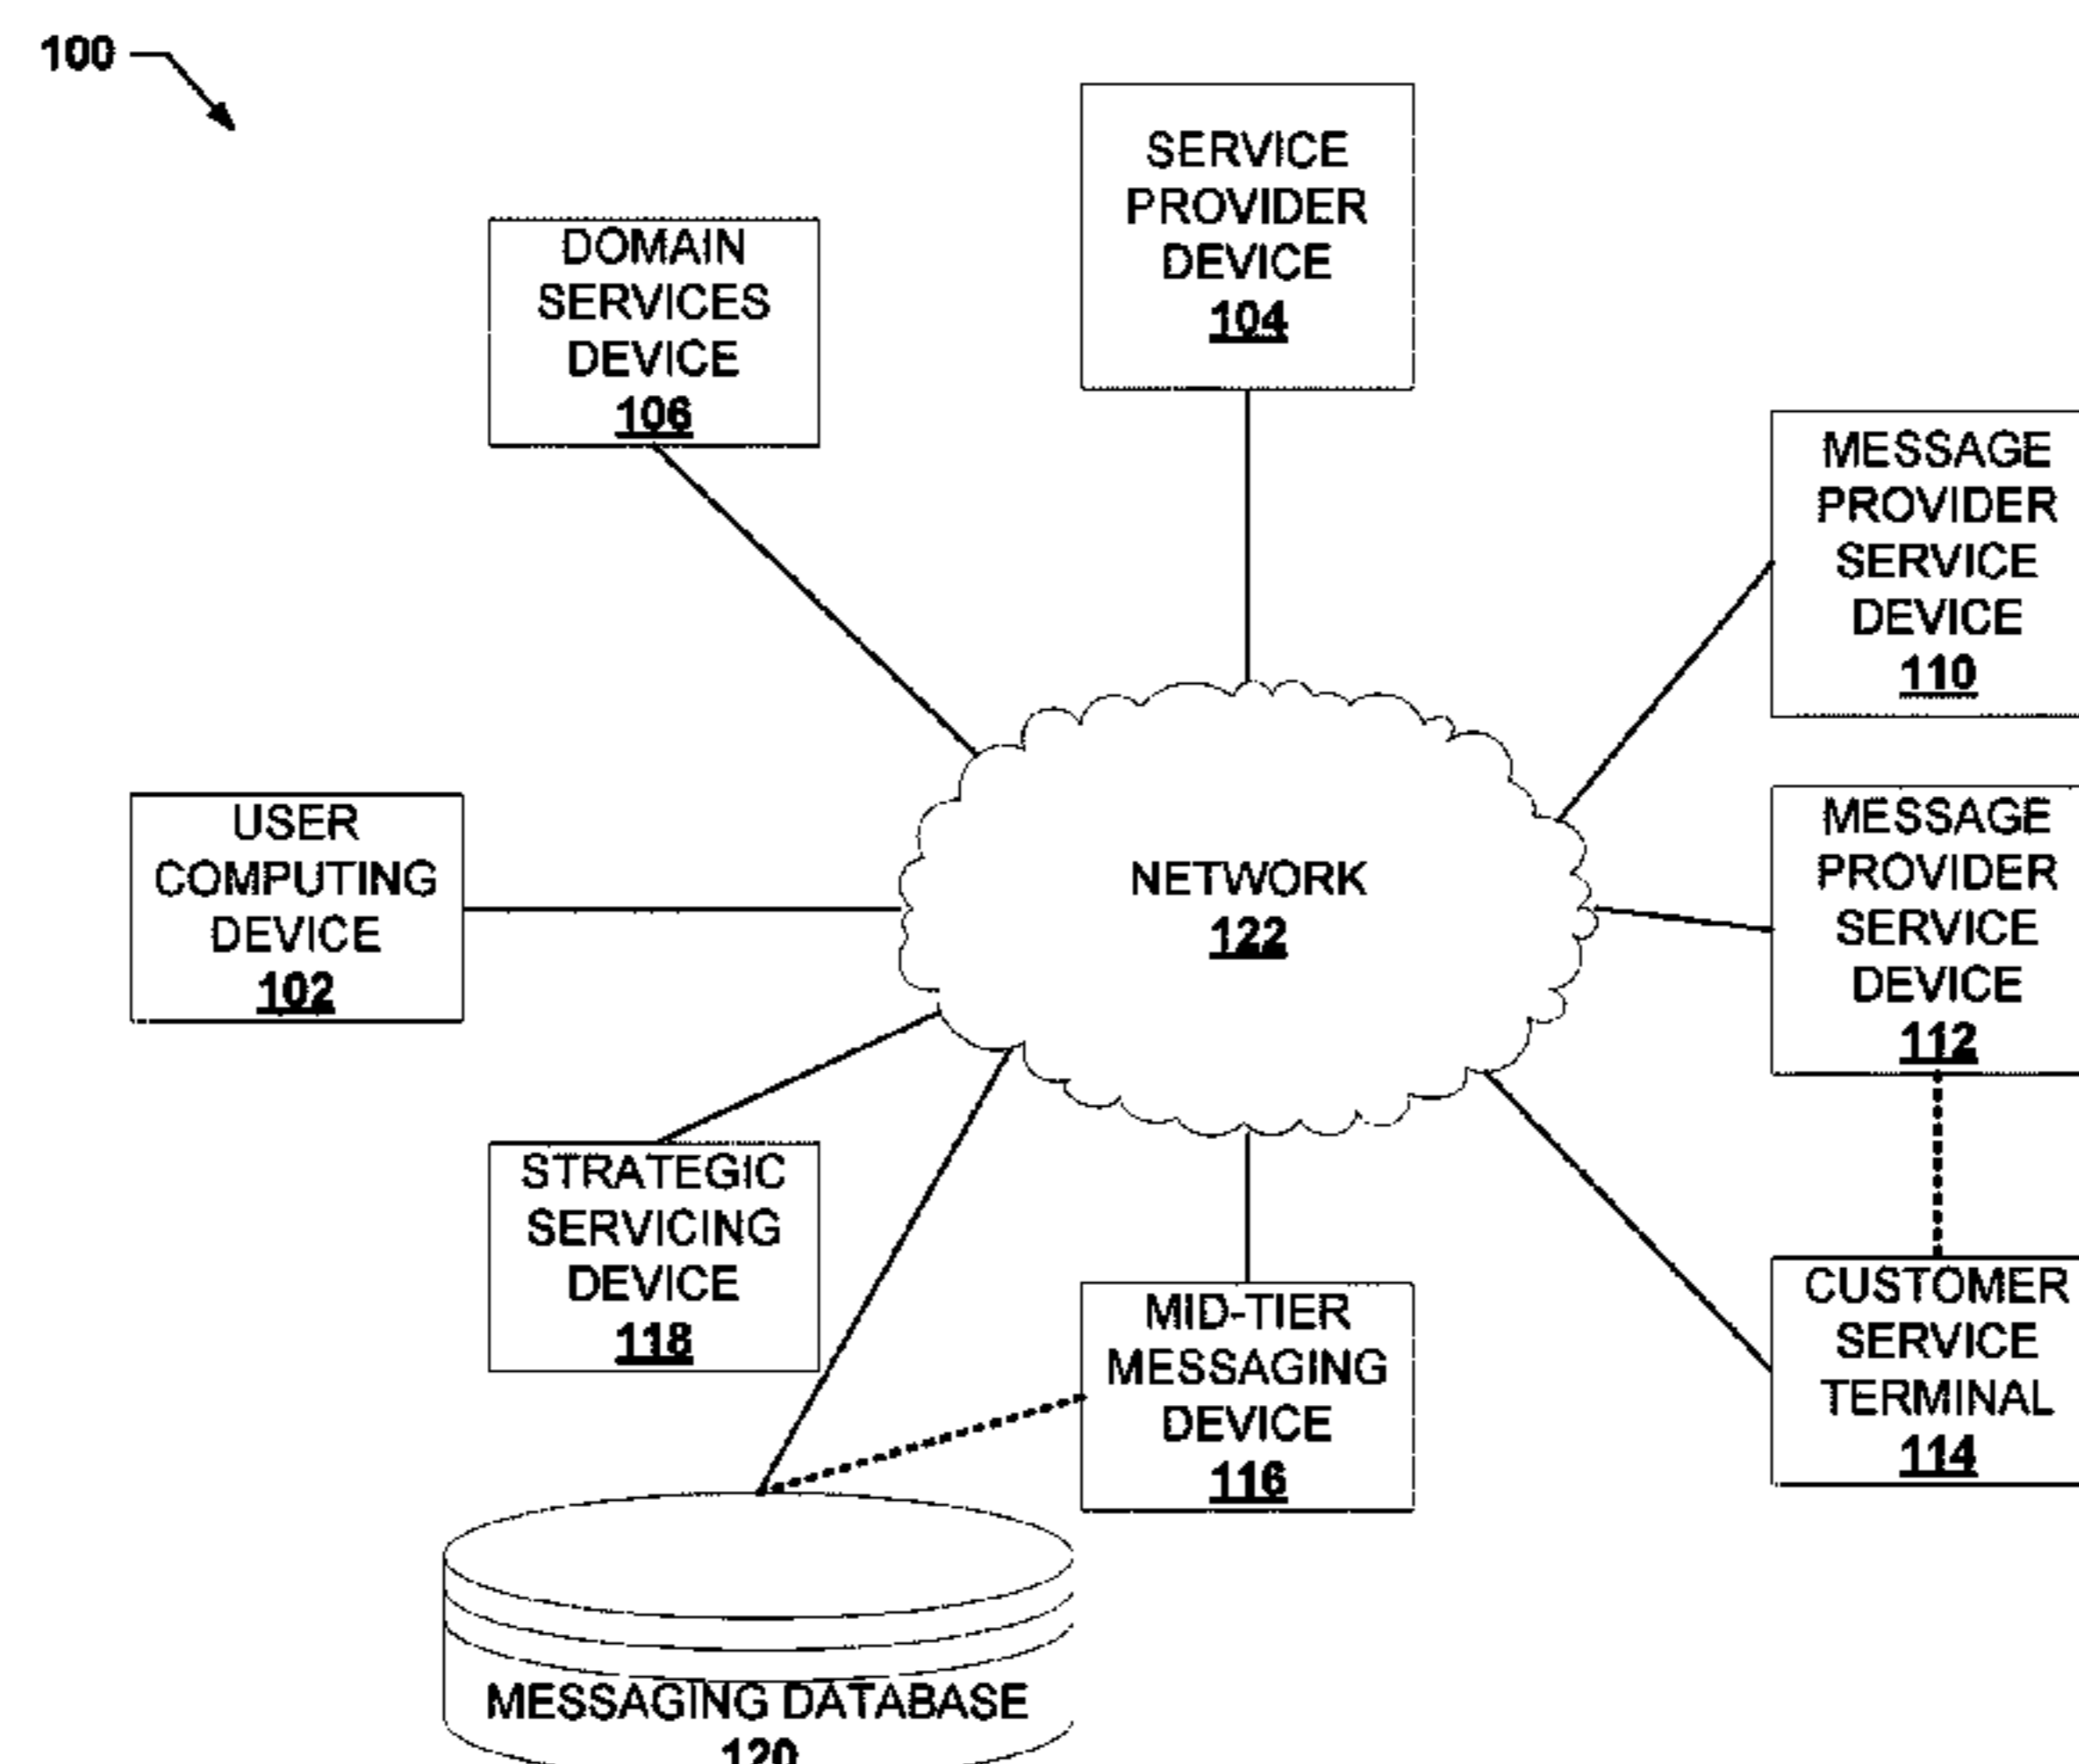 100
SERVICE
PROVIDER
DEVICE
104
DOMAIN
SERVICES
DEVICE
106
MESSAGE
PROVIDER
SERVICE
DEVICE
110
USER
COMPUTING
DEVICE
102
NETWORK
122
MESSAGE
PROVIDER
SERVICE
DEVICE
112
STRATEGIC
SERVICING
DEVICE
118
MID-TIER
MESSAGING
DEVICE
116
CUSTOMER
SERVICE
TERMINAL
114
MESSAGING DATABASE
120